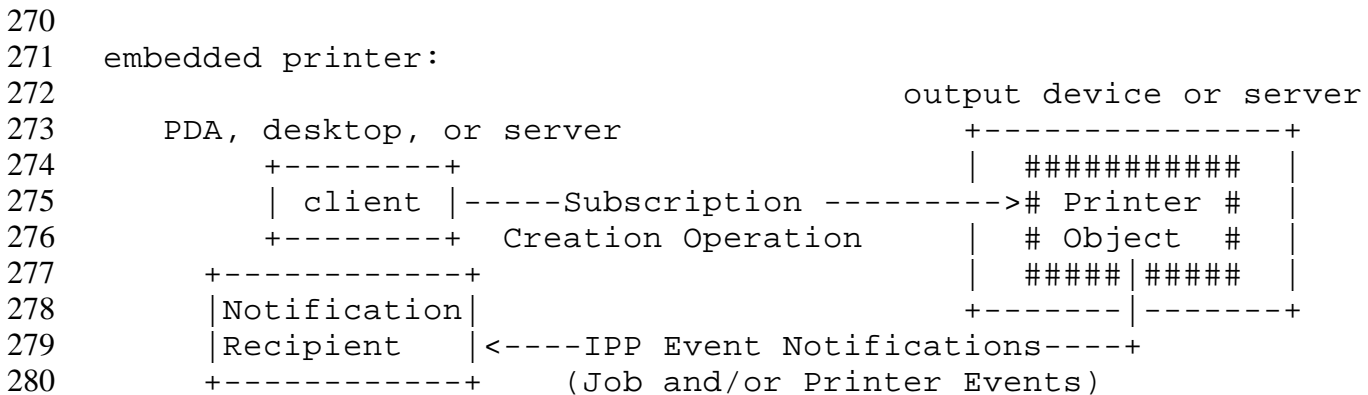 270
271 embedded printer:
272 output device or server
273 PDA, desktop, or server +---------------+
274 +--------+ | ########### |
275 | client |-----Subscription ---------># Printer # |
276 +--------+ Creation Operation | # Object # |
277 +------------+ | #####|##### |
278 |Notification| +-------|-------+
279 |Recipient |<----IPP Event Notifications----+
280 +------------+ (Job and/or Printer Events)